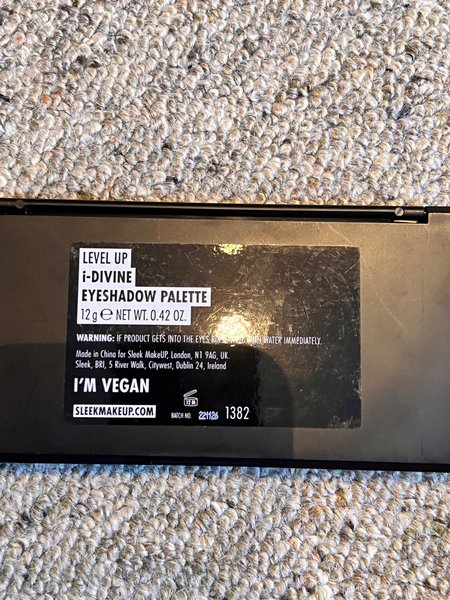 LEVEL UP
i-DIVINE
EYESHADOW PALETTE
12g e NET WT. 0.42 OZ.
WARNING: IF PRODUCT GETS INTO THE EYES WITH WATER IMMEDIATELY.
Made in China for Sleek MakeUP, London, N1 9AG, UK.
Sleek, BRI, 5 River Walk, Citywest, Dublin 24, Ireland
I'M VEGAN
12 M
SLEEKMAKEUP.COM
BATCH NO. 221126 1382